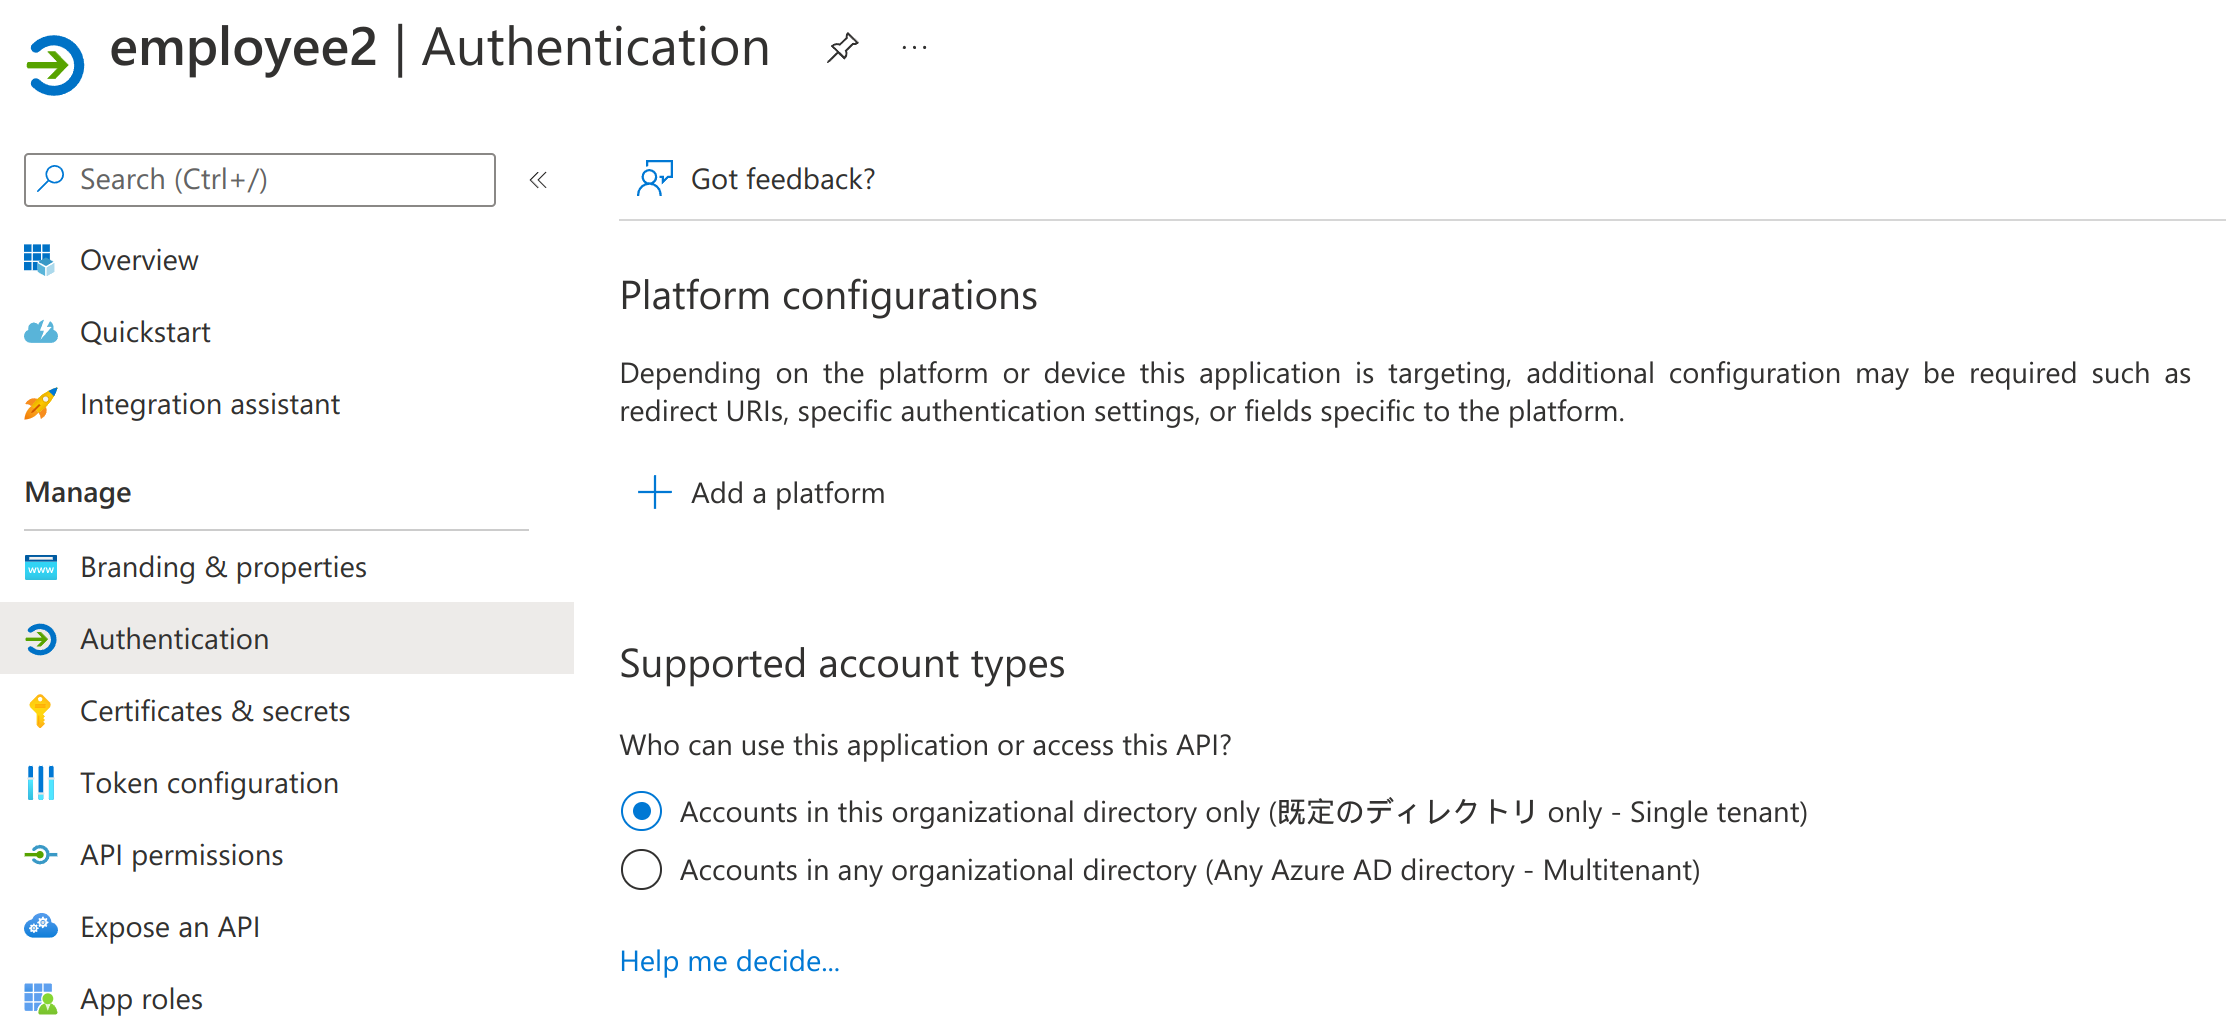 employee2 | Authentication
Search (Ctrl+/)
Overview
Quickstart
Integration assistant
Manage
Branding & properties
Authentication
Certificates & secrets
Token configuration
API permissions
Expose an API
App roles
Got feedback?
Platform configurations
Depending on the platform or device this application is targeting, additional configuration may be required such as
redirect URIs, specific authentication settings, or fields specific to the platform.
Add a platform
Supported account types
Who can use this application or access this API?
Accounts in this organizational directory only (既定のディレクトリ only - Single tenant)
Accounts in any organizational directory (Any Azure AD directory - Multitenant)
Help me decide...